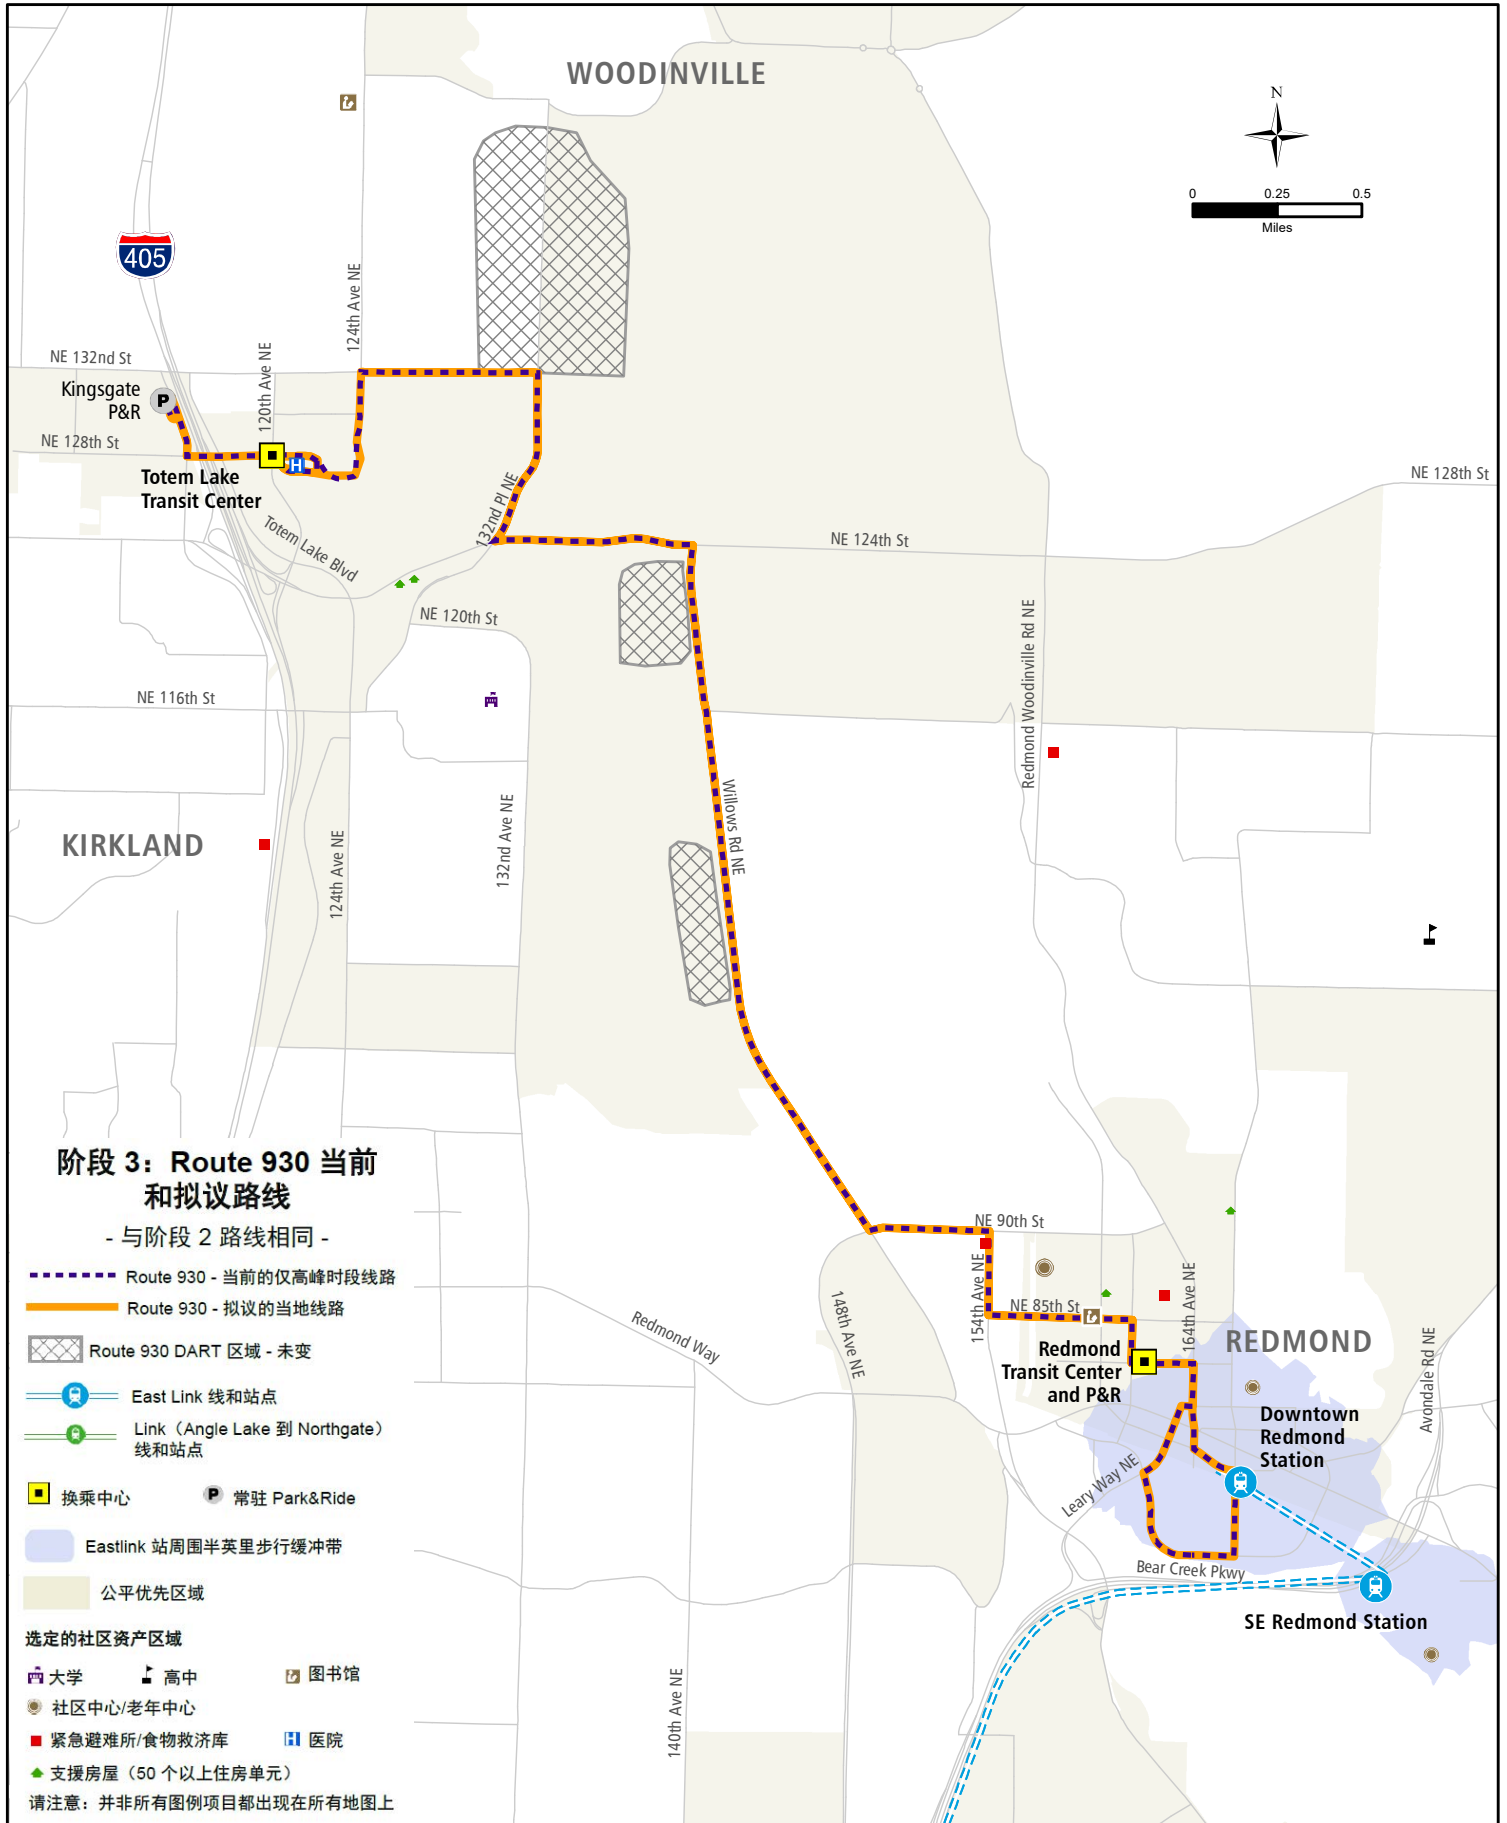 WOODINVILLE
N
0 0.25 0.5
Miles
405
124th Ave NE
NE 132nd St
120th Ave NE
Kingsgate
P&R
P
NE 128th St
H
Totem Lake
Transit Center
132nd Pl NE
NE 128th St
Totem Lake Blvd
NE 124th St
NE 120th St
Redmond Woodinville Rd NE
NE 116th St
Willows Rd NE
132nd Ave NE
KIRKLAND
124th Ave NE
NE 90th St
154th Ave NE
164th Ave NE
148th Ave NE
NE 85th St
Redmond Way
REDMOND
Redmond
Transit Center
and P&R
Avondale Rd NE
Downtown
Redmond
Station
Leary Way NE
Bear Creek Pkwy
SE Redmond Station
140th Ave NE
阶段 3：Route 930 当前
和拟议路线
- 与阶段 2 路线相同 -
Route 930 - 当前的仅高峰时段线路
Route 930 - 拟议的当地线路
Route 930 DART 区域 - 未变
East Link 线和站点
Link（Angle Lake 到 Northgate）
线和站点
换乘中心
P 常驻 Park&Ride
Eastlink 站周围半英里步行缓冲带
公平优先区域
选定的社区资产区域
大学 高中 图书馆
社区中心/老年中心
紧急避难所/食物救济库 H 医院
支援房屋（50 个以上住房单元）
请注意：并非所有图例项目都出现在所有地图上